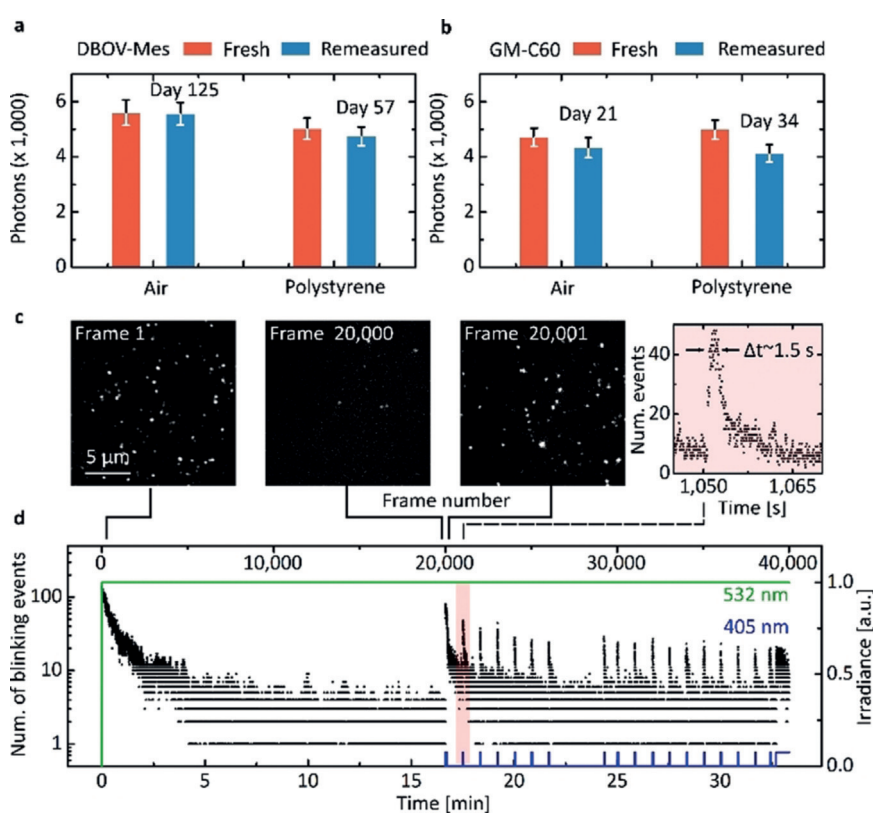 a
DBOV-Mes Fresh Remeasured
Photons (x 1,000)
6
4
2
0
Day 125
Day 57
Air Polystyrene
b
GM-C60 Fresh Remeasured
Photons (x 1,000)
6
4
2
0
Day 21
Day 34
Air Polystyrene
c
Frame 1
5 µm
Frame 20,000
Frame 20,001
Num. events
40
20
0
Δt~1.5 s
1,050 1,065
Time [s]
Frame number
d
0 10,000 20,000 30,000 40,000
Num. of blinking events
100
10
1
532 nm
405 nm
1.0
0.5
0.0
Irradiance [a.u.]
0 5 10 15 20 25 30
Time [min]